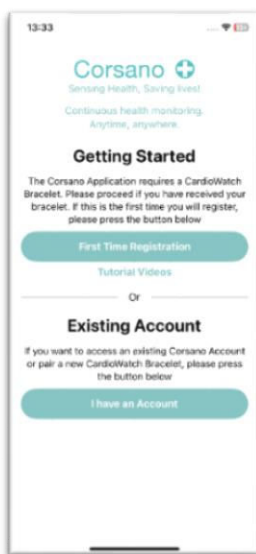 13:33
Corsano
Sensing Health, Saving lives!
Continuous health monitoring.
Anytime, anywhere.
Getting Started
The Corsano Application requires a CardioWatch
Bracelet. Please proceed if you have received your
bracelet. If this is the first time you will register,
please press the button below
First Time Registration
Tutorial Videos
Or
Existing Account
If you want to access an existing Corsano Account
or pair a new CardioWatch Bracelet, please press
the button below
I have an Account